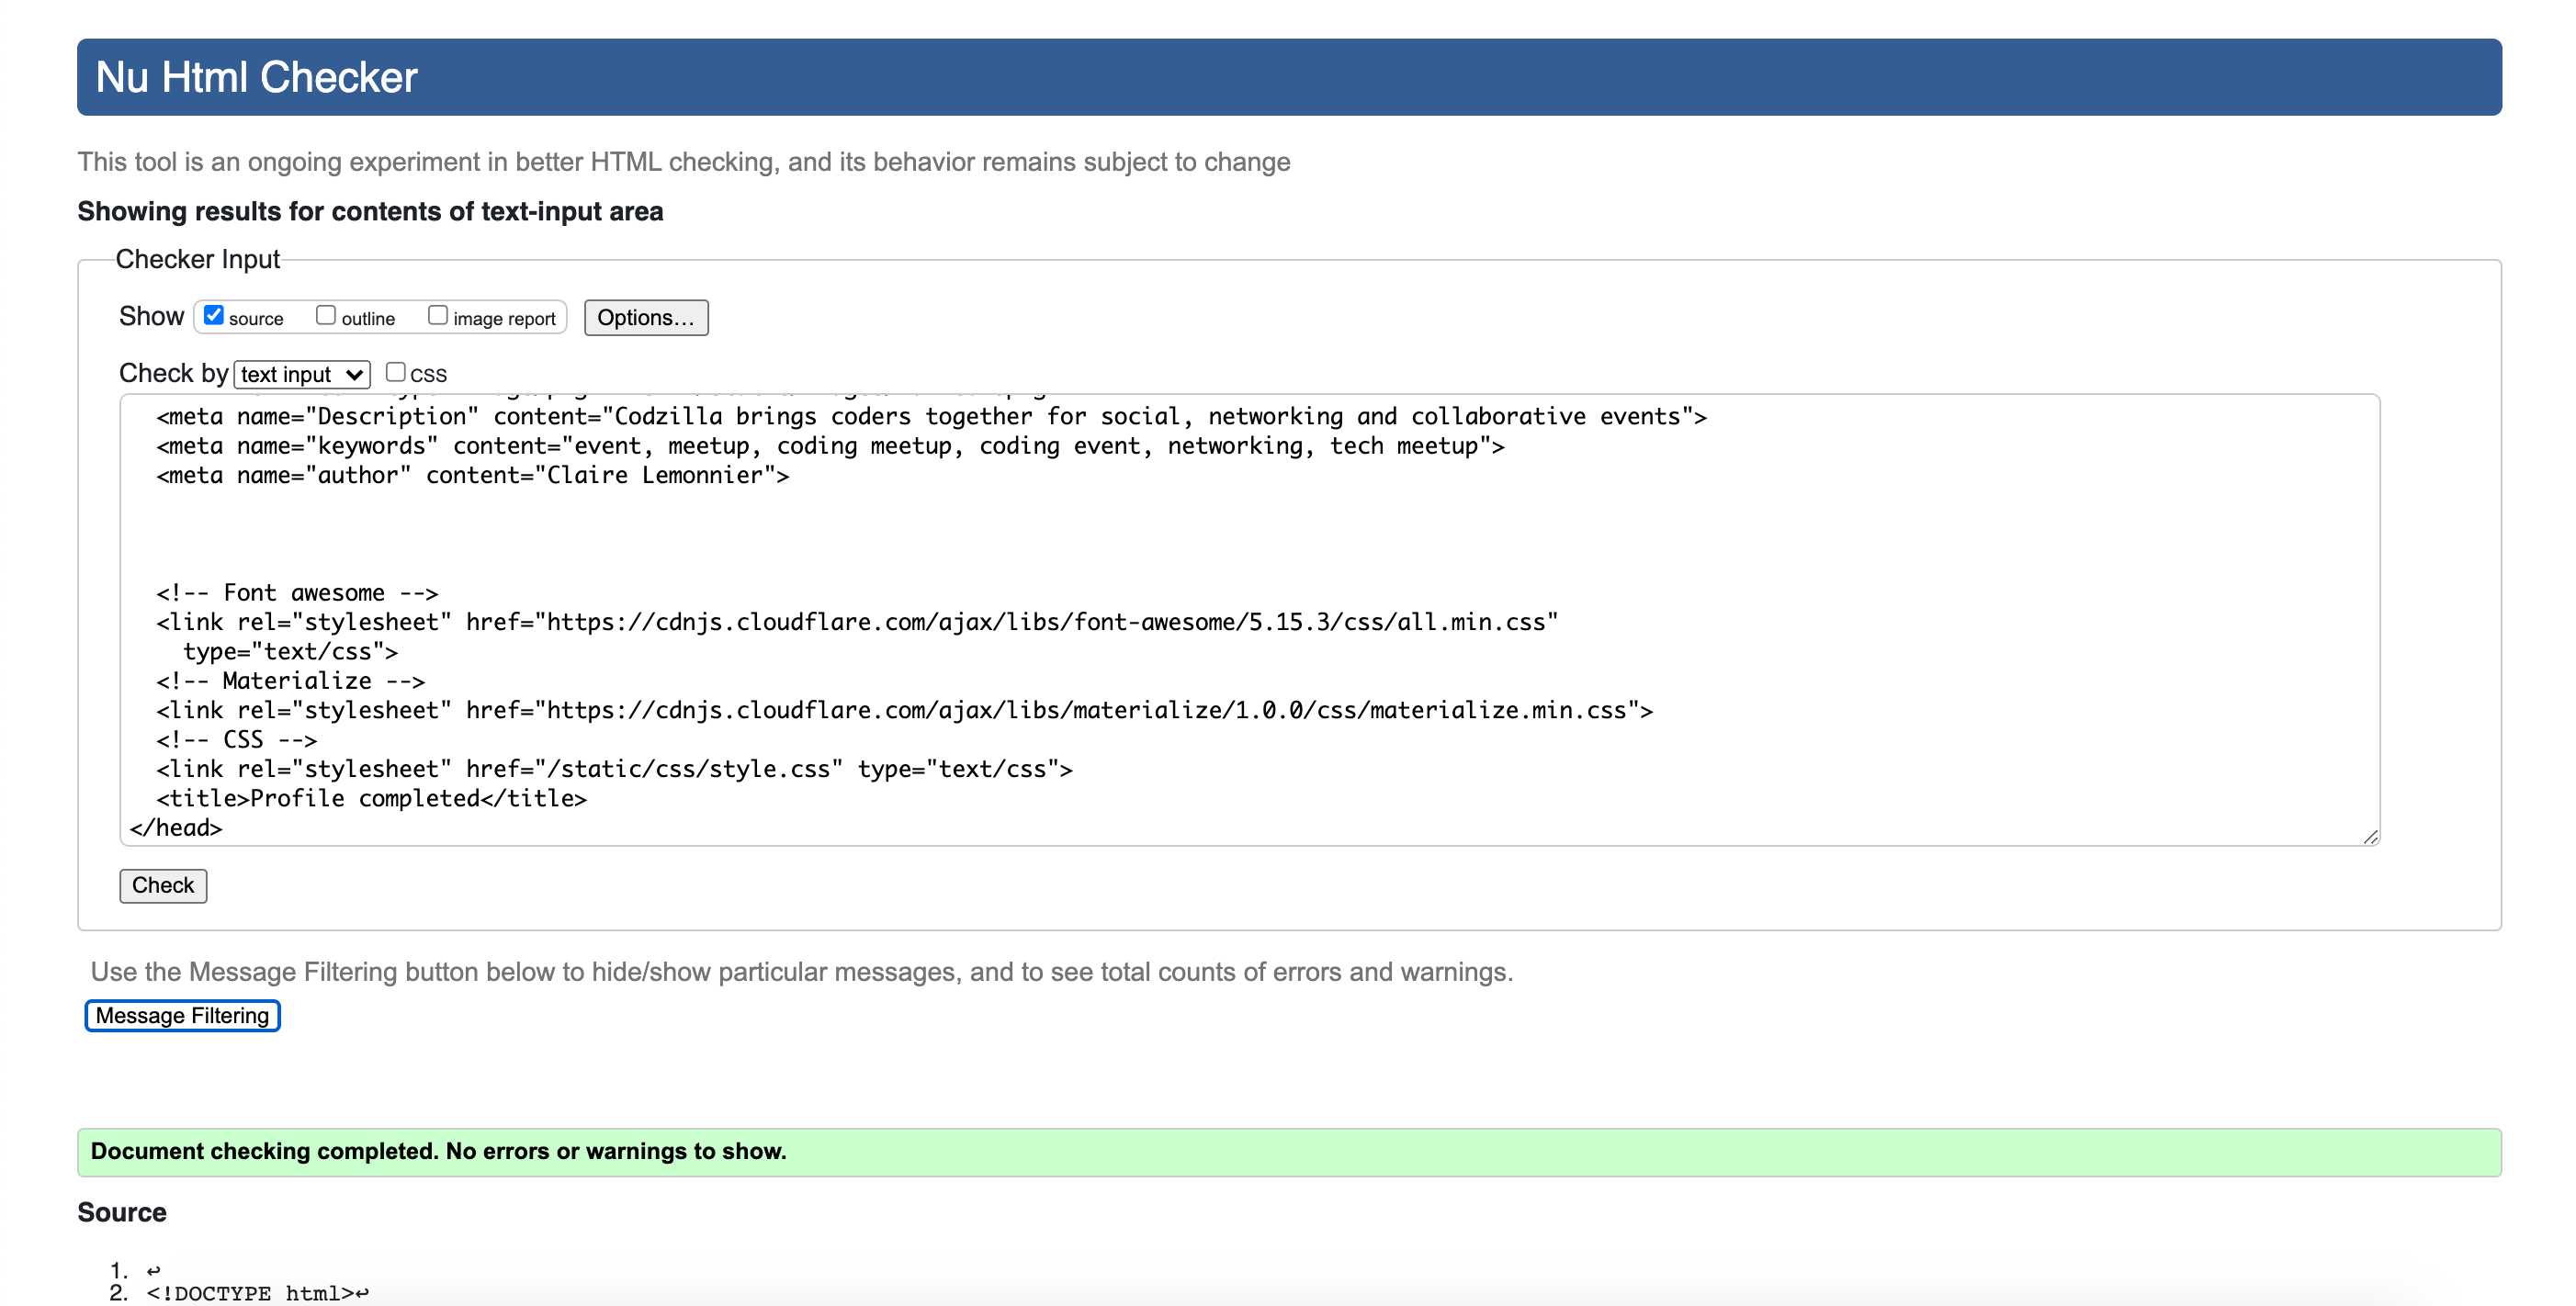 Nu Html Checker
This tool is an ongoing experiment in better HTML checking, and its behavior remains subject to change
Showing results for contents of text-input area
Checker Input
Show source outline image report Options...
Check by text input css
<meta name="Description" content="Codzilla brings coders together for social, networking and collaborative events">
<meta name="keywords" content="event, meetup, coding meetup, coding event, networking, tech meetup">
<meta name="author" content="Claire Lemonnier">
<!-- Font awesome -->
<link rel="stylesheet" href="https://cdnjs.cloudflare.com/ajax/libs/font-awesome/5.15.3/css/all.min.css"
type="text/css">
<!-- Materialize -->
<link rel="stylesheet" href="https://cdnjs.cloudflare.com/ajax/libs/materialize/1.0.0/css/materialize.min.css">
<!-- CSS -->
<link rel="stylesheet" href="/static/css/style.css" type="text/css">
<title>Profile completed</title>
</head>
Check
Use the Message Filtering button below to hide/show particular messages, and to see total counts of errors and warnings.
Message Filtering
Document checking completed. No errors or warnings to show.
Source
1. ↩
2. <!DOCTYPE html>↩